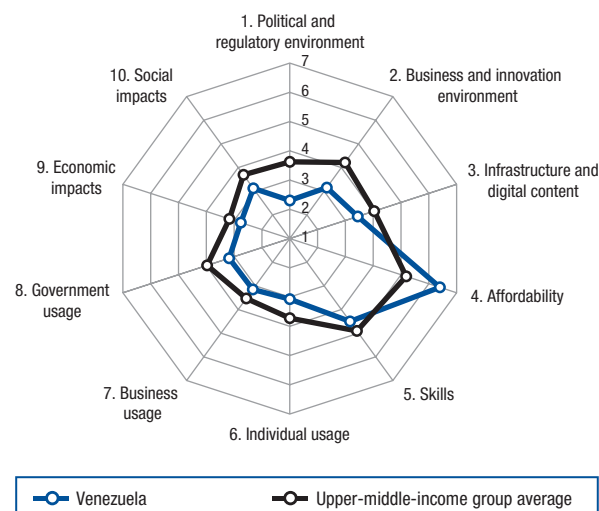 1. Political and
regulatory environment
10. Social
impacts
2. Business and innovation
environment
9. Economic
impacts
3. Infrastructure and
digital content
8. Government
usage
4. Affordability
7. Business
usage
5. Skills
6. Individual usage
7
6
5
4
3
2
1
Venezuela
Upper-middle-income group average